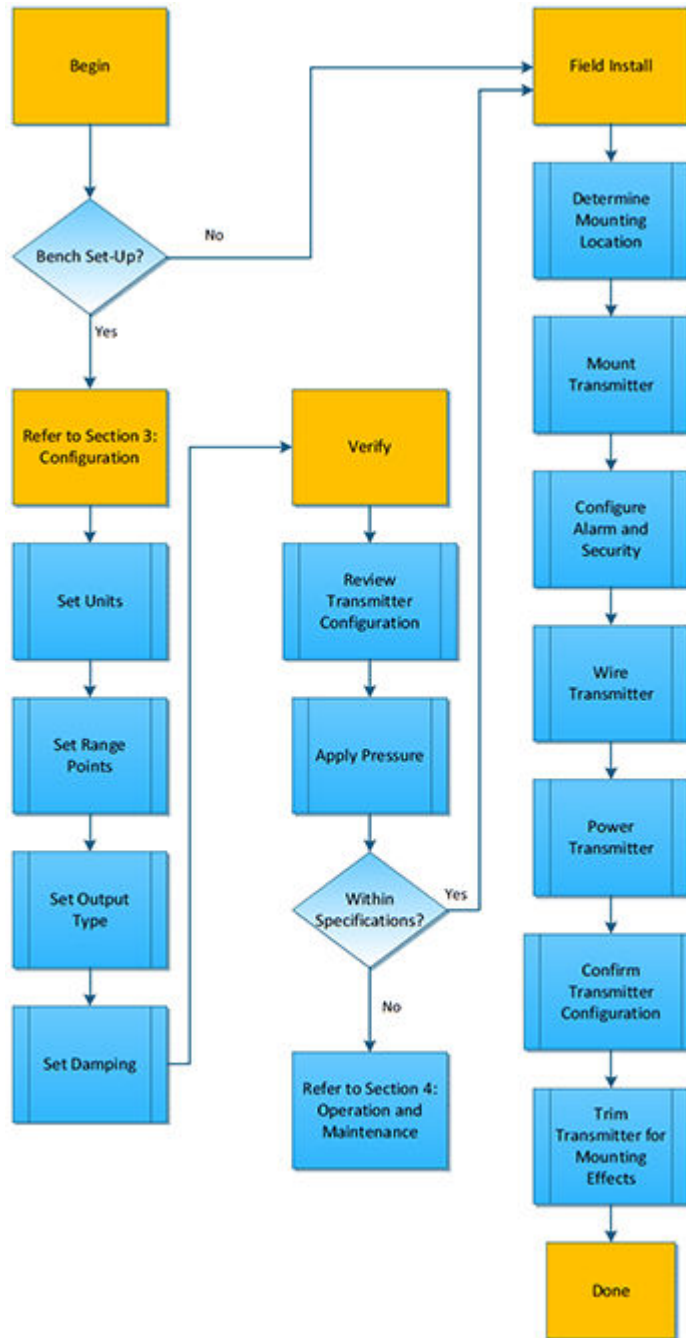 Begin
Bench Set-Up?
No
Yes
Refer to Section 3:
Configuration
Set Units
Set Range
Points
Set Output
Type
Set Damping
Verify
Review
Transmitter
Configuration
Apply Pressure
Within
Specifications?
Yes
No
Refer to Section 4:
Operation and
Maintenance
Field Install
Determine
Mounting
Location
Mount
Transmitter
Configure
Alarm and
Security
Wire
Transmitter
Power
Transmitter
Confirm
Transmitter
Configuration
Trim
Transmitter for
Mounting
Effects
Done